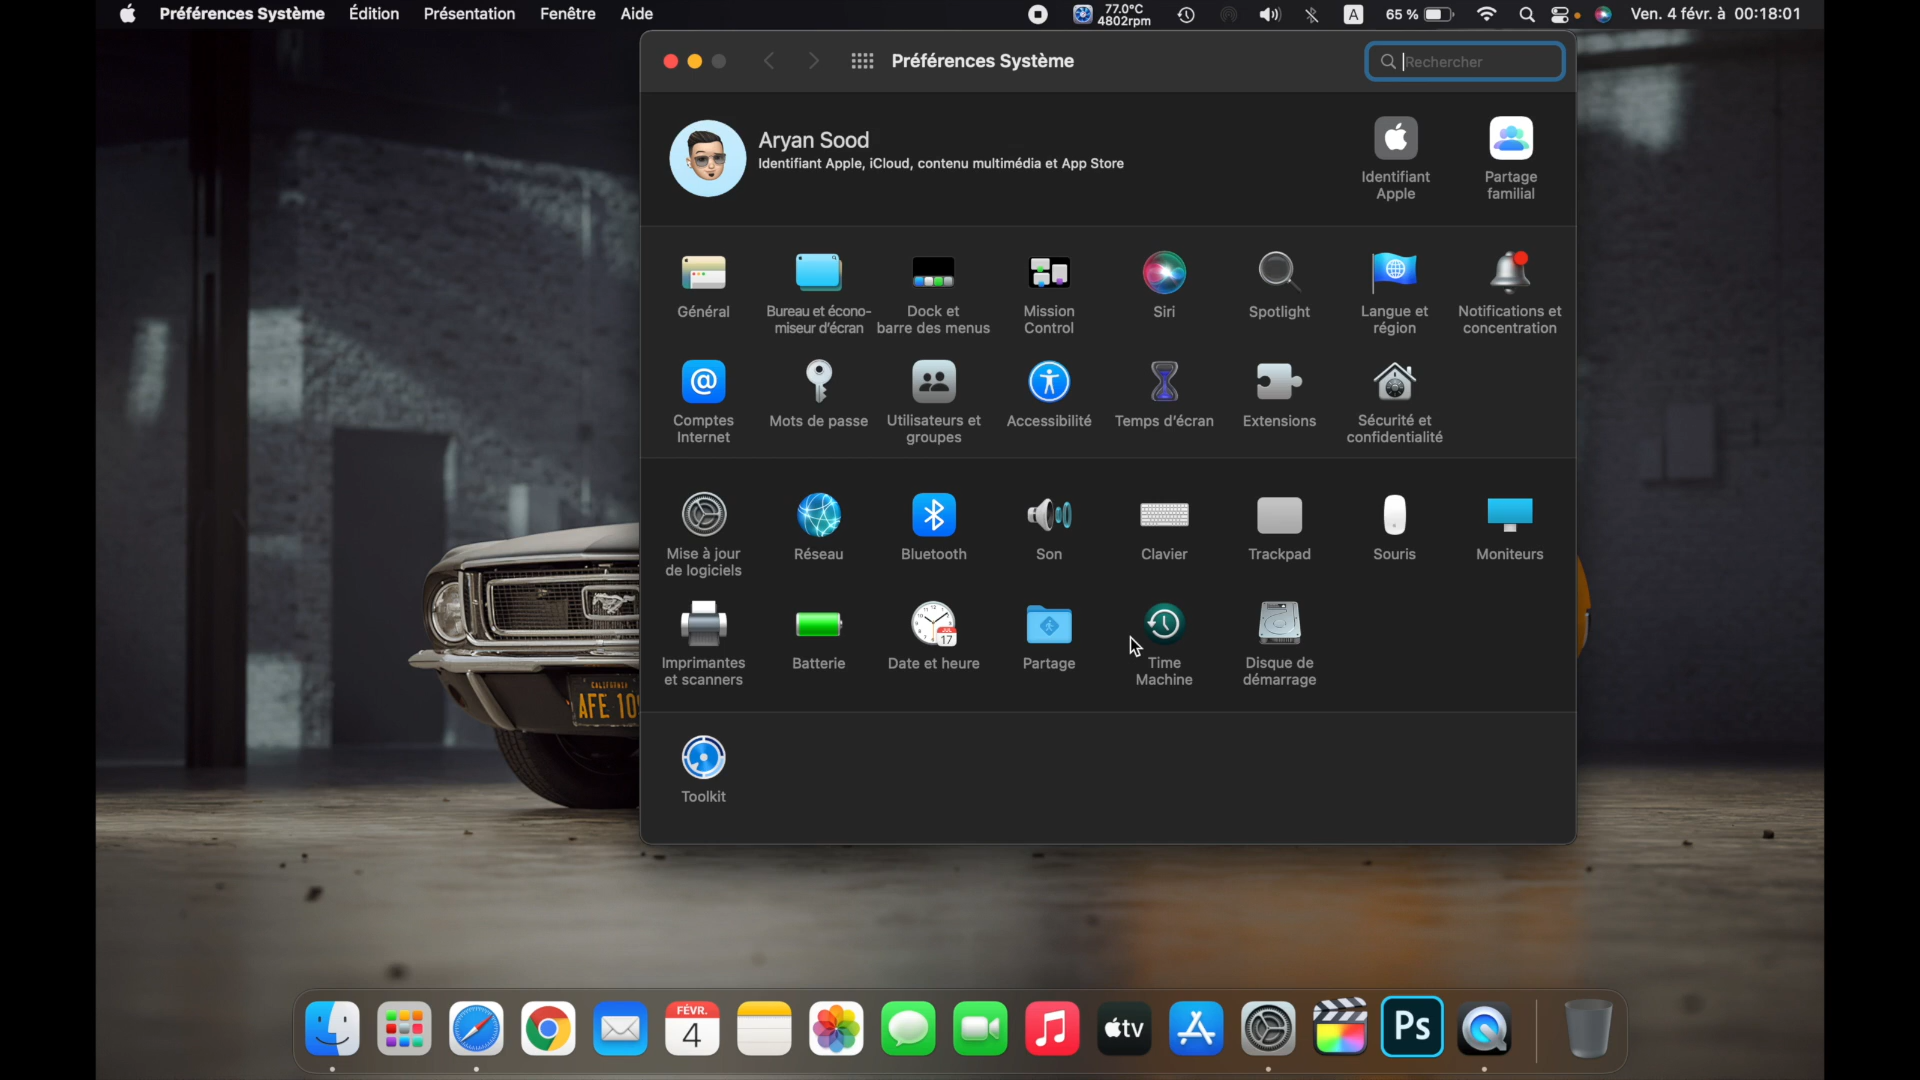 Préférences Système Édition Présentation Fenêtre Aide
77.0°C
4802rpm
A
65 %
Ven. 4 févr. à 00:18:01
Préférences Système
Rechercher
Aryan Sood
Identifiant Apple, iCloud, contenu multimédia et App Store
Identifiant
Apple
Partage
familial
Général
Bureau et écono-
miseur d'écran
Dock et
barre des menus
Mission
Control
Siri
Spotlight
Langue et
région
Notifications et
concentration
@
Comptes
Internet
Mots de passe
Utilisateurs et
groupes
Accessibilité
Temps d'écran
Extensions
Sécurité et
confidentialité
Mise à jour
de logiciels
Réseau
Bluetooth
Son
Clavier
Trackpad
Souris
Moniteurs
Imprimantes
et scanners
Batterie
17
Date et heure
Partage
Time
Machine
Disque de
démarrage
Toolkit
CALIFORNIA
AFE 10
FÉVR.
4
tv
Ps